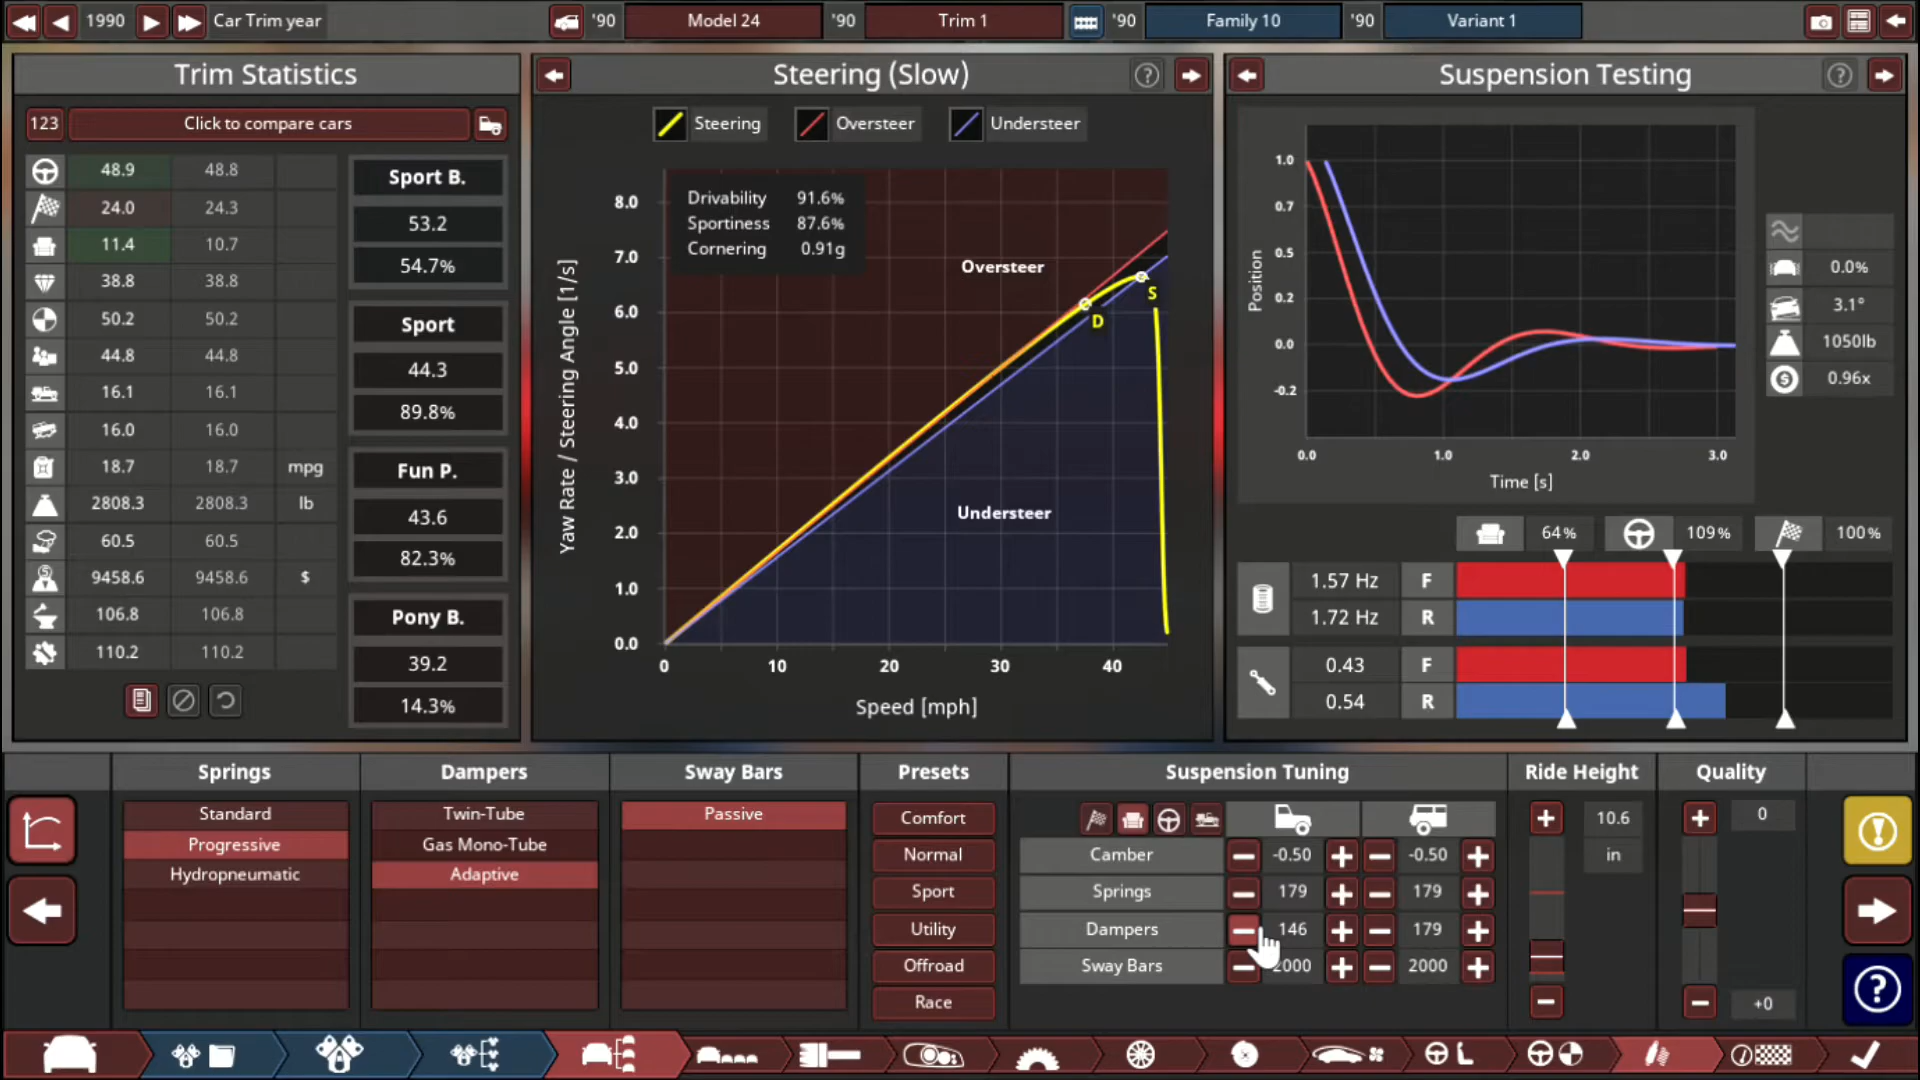 1990 Car Trim year '90 Model 24 '90 Trim 1 '90 Family 10 '90 Variant 1
Trim Statistics
123 Click to compare cars
48.9 48.8
24.0 24.3
11.4 10.7
38.8 38.8
50.2 50.2
44.8 44.8
16.1 16.1
16.0 16.0
18.7 18.7 mpg
2808.3 2808.3 lb
60.5 60.5
9458.6 9458.6 $
106.8 106.8
110.2 110.2
Sport B.
53.2
54.7%
Sport
44.3
89.8%
Fun P.
43.6
82.3%
Pony B.
39.2
14.3%
Steering (Slow) ?
Steering Oversteer Understeer
Drivability 91.6%
Sportiness 87.6%
Cornering 0.91g
Oversteer
S
D
Understeer
Yaw Rate / Steering Angle [1/s]
8.0
7.0
6.0
5.0
4.0
3.0
2.0
1.0
0.0
0 10 20 30 40
Speed [mph]
Suspension Testing ?
Position
1.0
0.7
0.5
0.2
0.0
-0.2
0.0 1.0 2.0 3.0
Time [s]
0.0%
3.1°
1050lb
0.96x
64% 109% 100%
1.57 Hz F
1.72 Hz R
0.43 F
0.54 R
Springs
Standard
Progressive
Hydropneumatic
Dampers
Twin-Tube
Gas Mono-Tube
Adaptive
Sway Bars
Passive
Presets
Comfort
Normal
Sport
Utility
Offroad
Race
Suspension Tuning
Camber -0.50 -0.50
Springs 179 179
Dampers 146 179
Sway Bars 2000 2000
Ride Height
10.6
in
Quality
0
+0